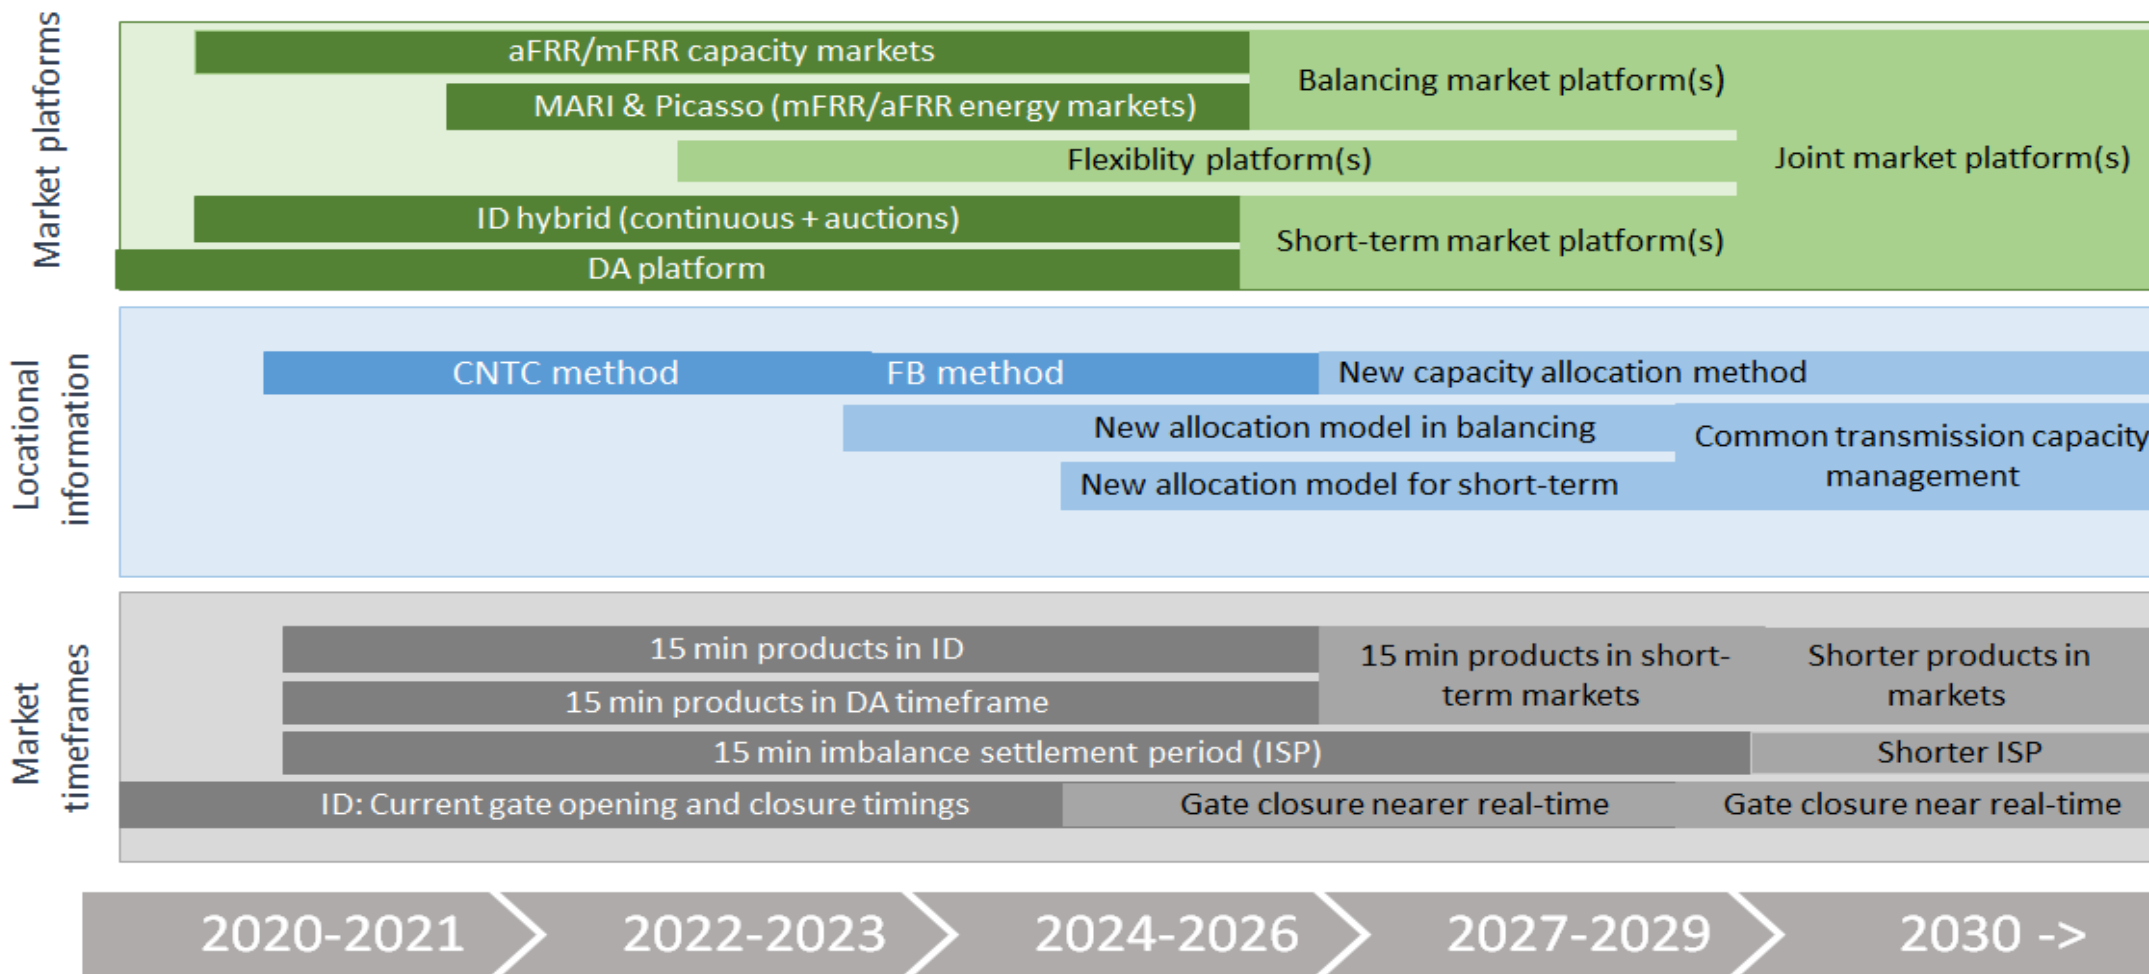 Market platforms
aFRR/mFRR capacity markets
MARI & Picasso (mFRR/aFRR energy markets)
Balancing market platform(s)
Flexiblity platform(s)
Joint market platform(s)
ID hybrid (continuous + auctions)
Short-term market platform(s)
DA platform
Locational
information
CNTC method
FB method
New capacity allocation method
New allocation model in balancing
Common transmission capacity
management
New allocation model for short-term
Market
timeframes
15 min products in ID
15 min products in short-
term markets
Shorter products in
markets
15 min products in DA timeframe
15 min imbalance settlement period (ISP)
Shorter ISP
ID: Current gate opening and closure timings
Gate closure nearer real-time
Gate closure near real-time
2020-2021
2022-2023
2024-2026
2027-2029
2030 ->